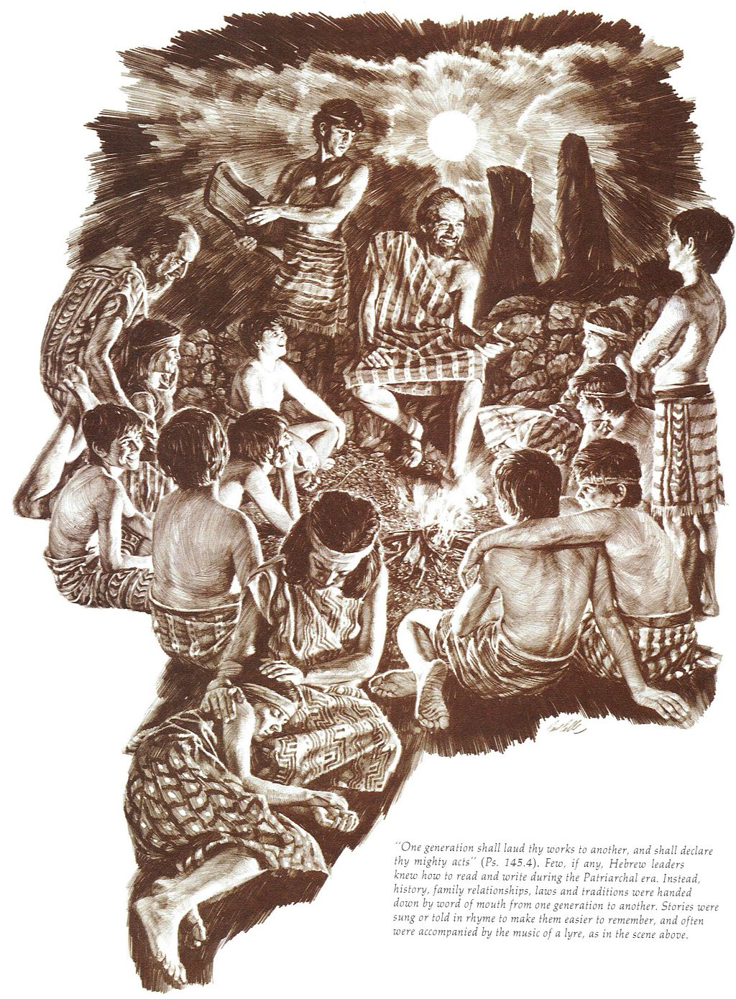 "One generation shall laud thy works to another, and shall declare
thy mighty acts" (Ps. 145.4). Few, if any, Hebrew leaders
knew how to read and write during the Patriarchal era. Instead,
history, family relationships, laws and traditions were handed
down by word of mouth from one generation to another. Stories were
sung or told in rhyme to make them easier to remember, and often
were accompanied by the music of a lyre, as in the scene above.